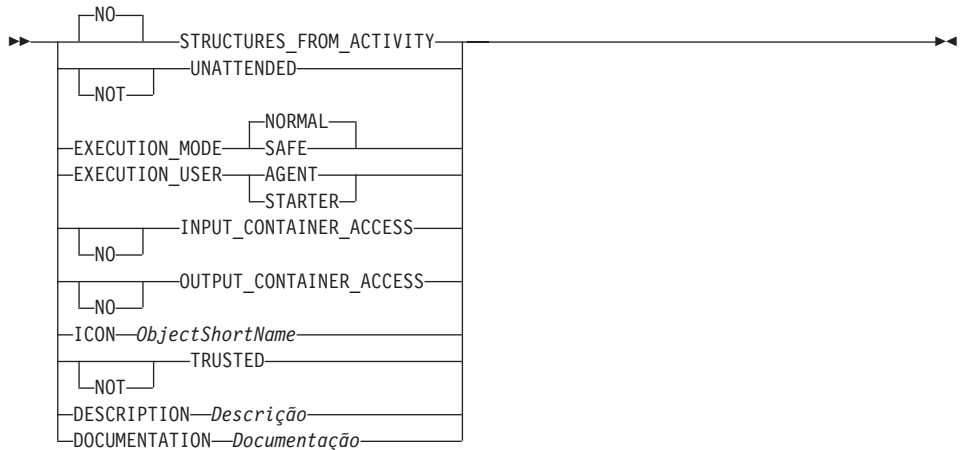 NO
STRUCTURES_FROM_ACTIVITY
UNATTENDED
NOT
NORMAL
EXECUTION_MODE SAFE
EXECUTION_USER AGENT
STARTER
INPUT_CONTAINER_ACCESS
NO
OUTPUT_CONTAINER_ACCESS
NO
ICON ObjectShortName
TRUSTED
NOT
DESCRIPTION Descrição
DOCUMENTATION Documentação